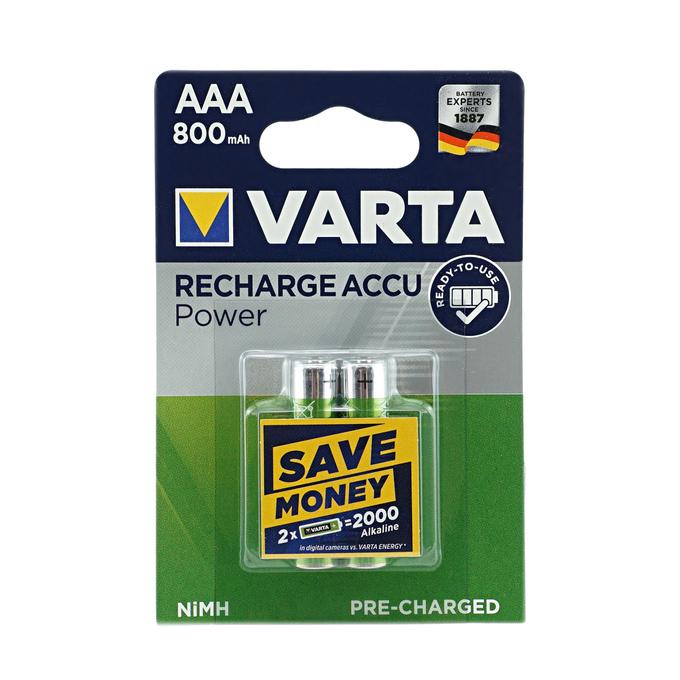 AAA
800 mAh
BATTERY
EXPERTS
SINCE
1887
VARTA
RECHARGE ACCU
Power
READY-TO-USE
SAVE
MONEY
2x VARTA =2000
Alkaline
in digital cameras vs. VARTA ENERGY*
NiMH
PRE-CHARGED